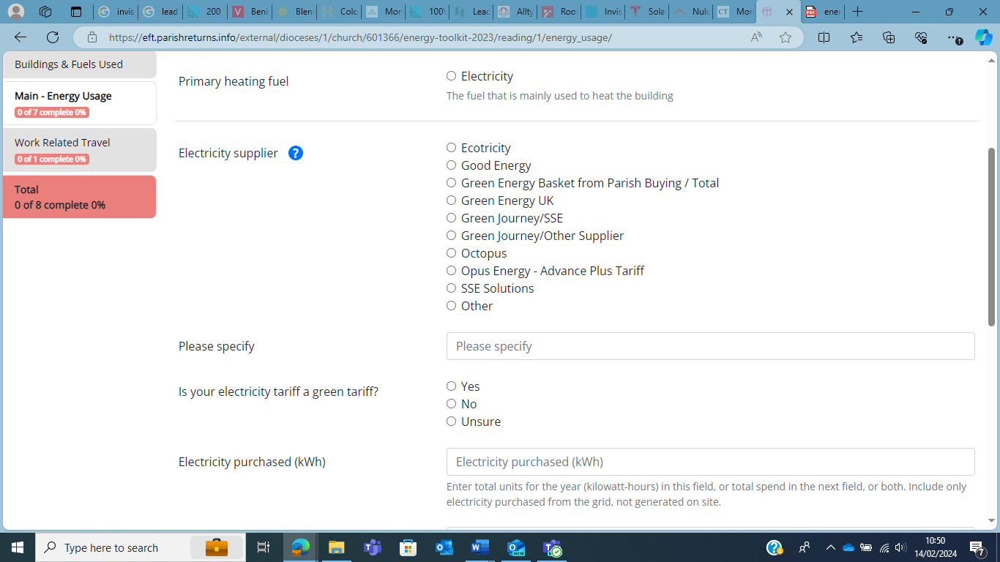 invis
lead
200
Beni
Blen
Colo
Mor
100\
Leac
Allty
Roof
Invis
Sola
Nulc
CT Mor
ener
https://eft.parishreturns.info/external/dioceses/1/church/601366/energy-toolkit-2023/reading/1/energy_usage/
Buildings & Fuels Used
Main - Energy Usage
0 of 7 complete 0%
Work Related Travel
0 of 1 complete 0%
Total
0 of 8 complete 0%
Primary heating fuel
Electricity
The fuel that is mainly used to heat the building
Electricity supplier ?
Ecotricity
Good Energy
Green Energy Basket from Parish Buying / Total
Green Energy UK
Green Journey/SSE
Green Journey/Other Supplier
Octopus
Opus Energy - Advance Plus Tariff
SSE Solutions
Other
Please specify
Please specify
Is your electricity tariff a green tariff?
Yes
No
Unsure
Electricity purchased (kWh)
Electricity purchased (kWh)
Enter total units for the year (kilowatt-hours) in this field, or total spend in the next field, or both. Include only
electricity purchased from the grid, not generated on site.
Type here to search
10:50
14/02/2024
7